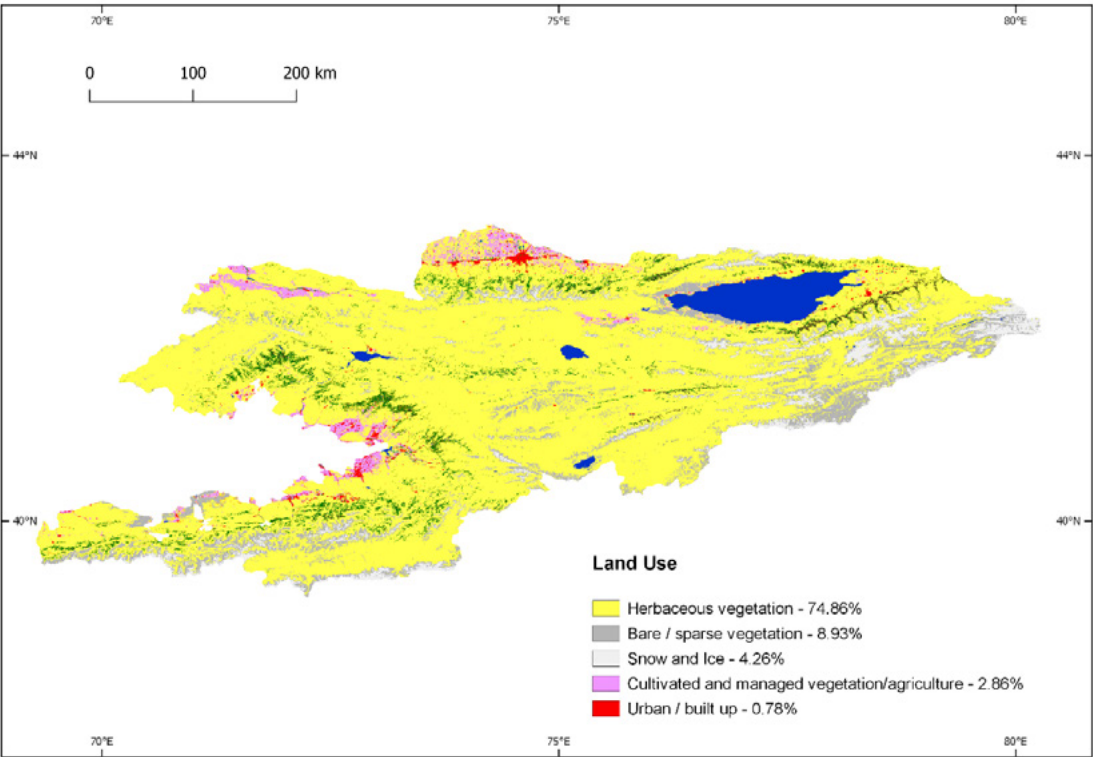 70°E 75°E 80°E
0 100 200 km
44°N 44°N
40°N 40°N
Land Use
Herbaceous vegetation - 74.86%
Bare / sparse vegetation - 8.93%
Snow and Ice - 4.26%
Cultivated and managed vegetation/agriculture - 2.86%
Urban / built up - 0.78%
70°E 75°E 80°E